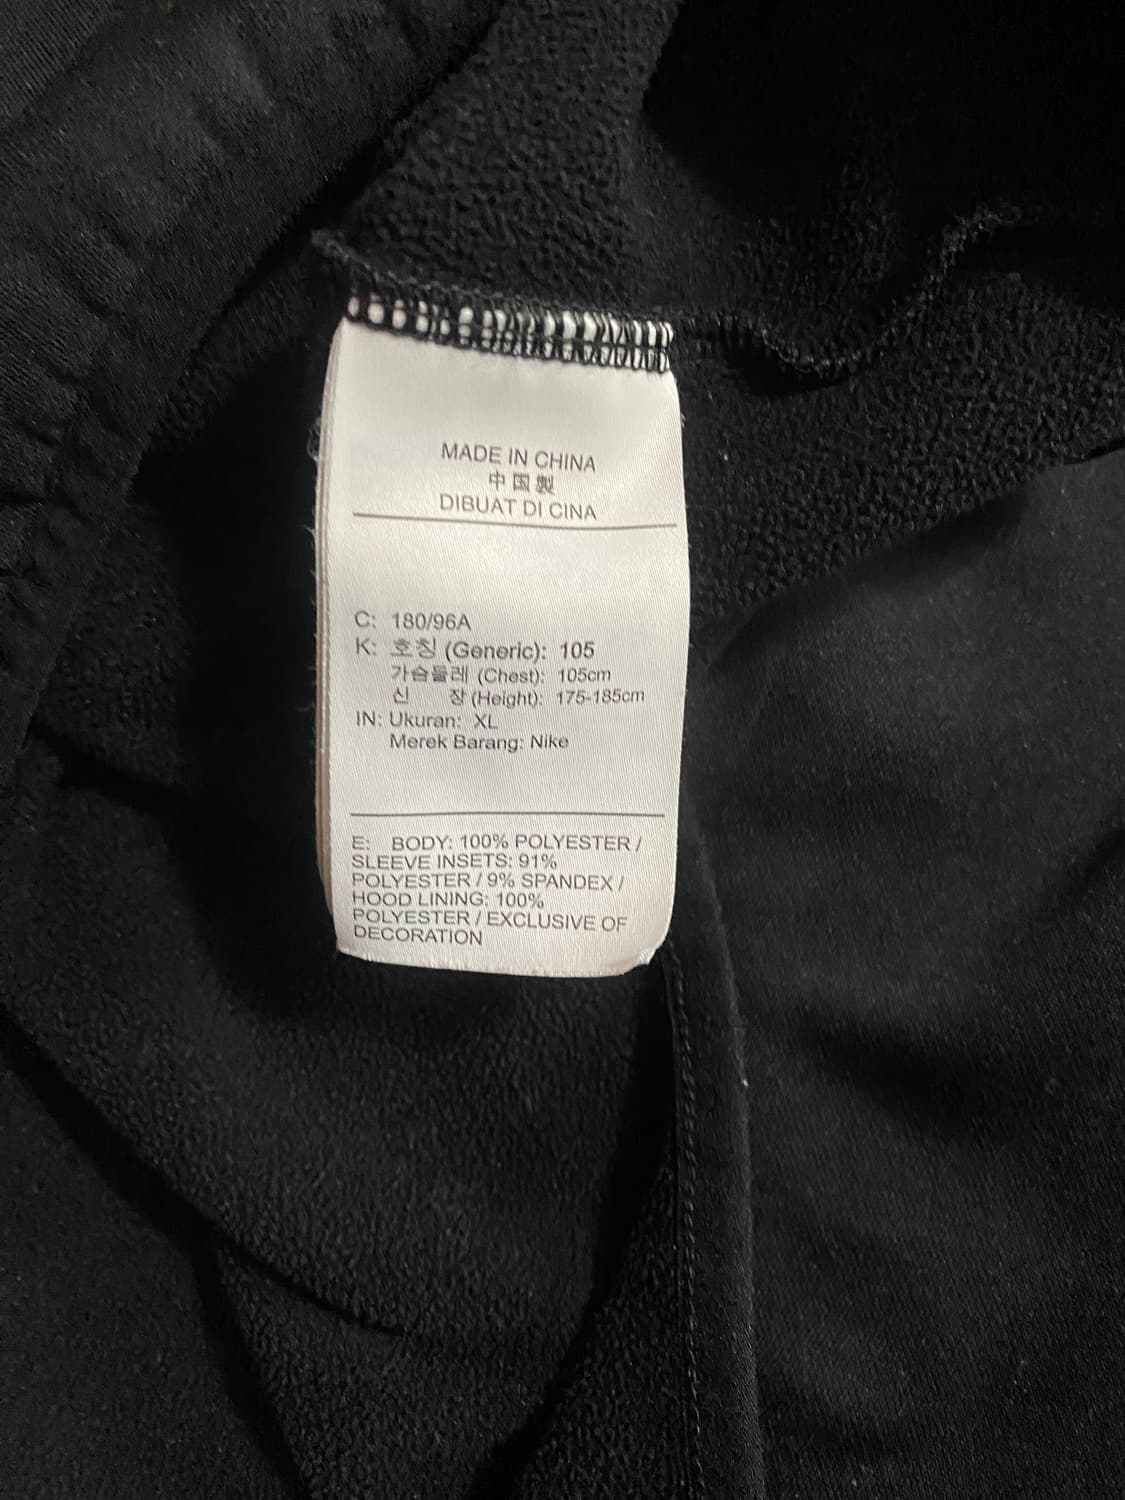 MADE IN CHINA
中国製
DIBUAT DI CINA
C: 180/96A
K: 호칭 (Generic): 105
가슴둘레 (Chest): 105cm
신 장 (Height): 175-185cm
IN: Ukuran: XL
Merek Barang: Nike
E: BODY: 100% POLYESTER /
SLEEVE INSETS: 91%
POLYESTER / 9% SPANDEX /
HOOD LINING: 100%
POLYESTER / EXCLUSIVE OF
DECORATION